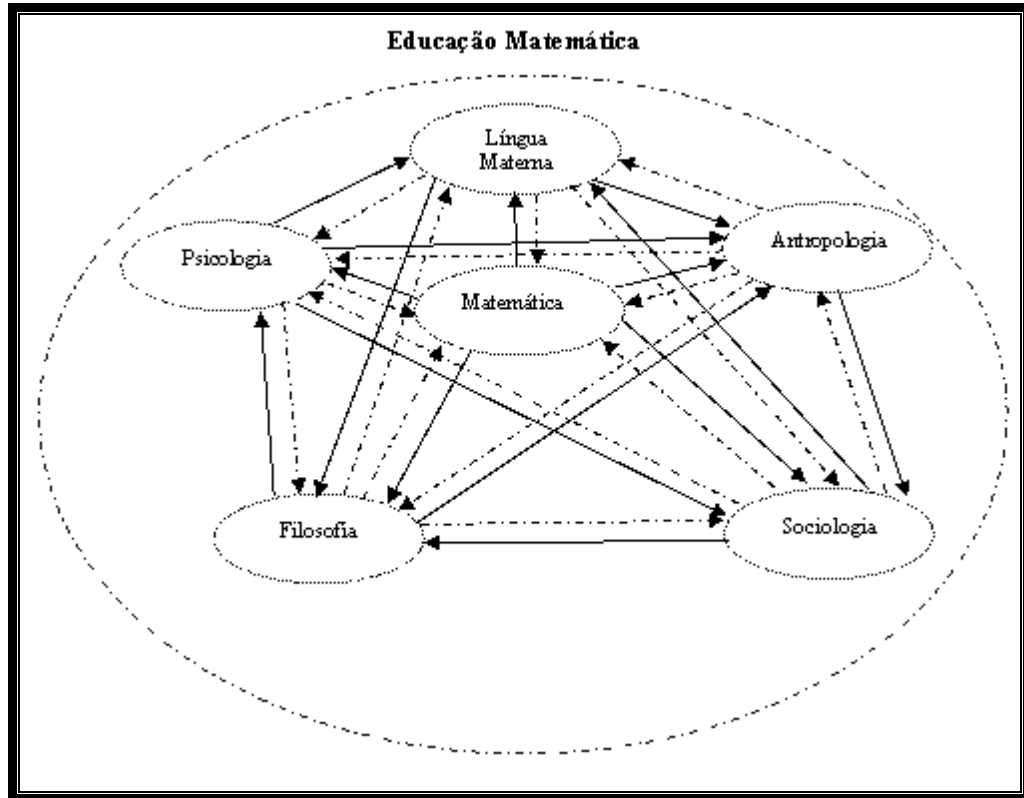 Educação Matemática
Língua
Materna
Psicologia
Antropologia
Matemática
Filosofia
Sociologia